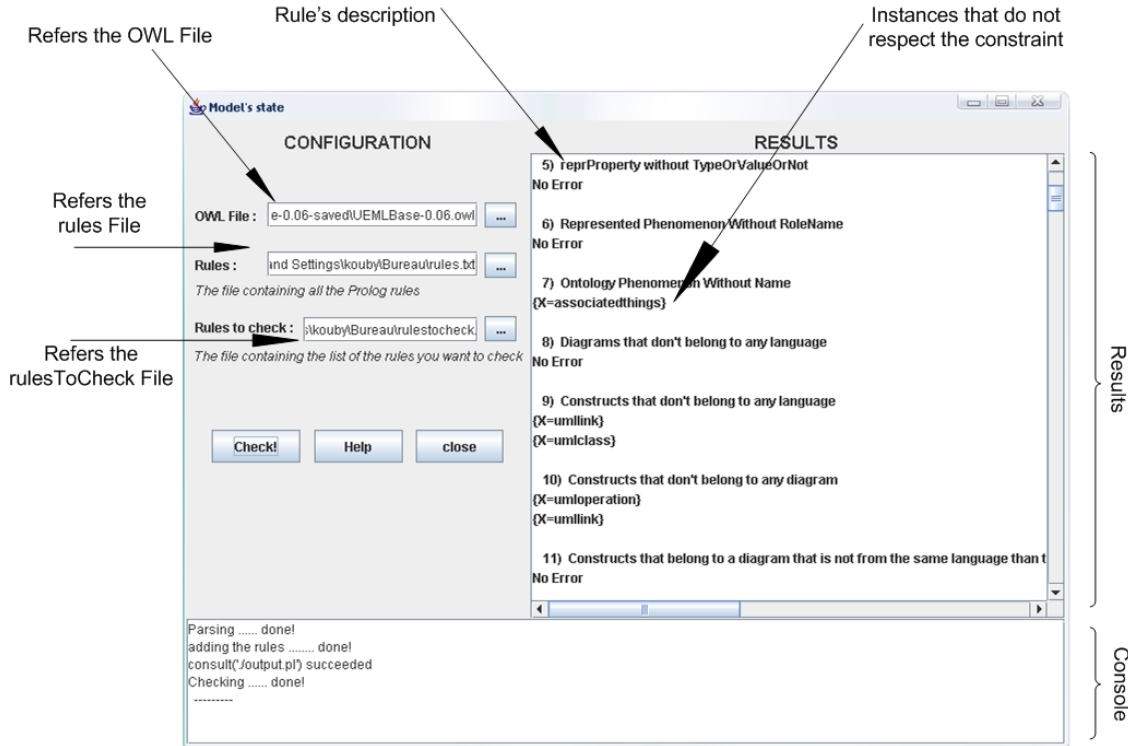 Rule's description
Instances that do not
respect the constraint
Refers the OWL File
Model's state
CONFIGURATION
RESULTS
Refers the
rules File
OWL File :
e-0.06-saved\UEMLBase-0.06.owl
...
Rules :
and Settings\kouby\Bureau\rules.txt
...
The file containing all the Prolog rules
Rules to check :
s\kouby\Bureau\rulestocheck.
...
The file containing the list of the rules you want to check
Refers the
rulesToCheck File
Check!
Help
close
5) reprProperty without TypeOrValueOrNot
No Error
6) Represented Phenomenon Without RoleName
No Error
7) Ontology Phenomenon Without Name
{X=associatedthings}
8) Diagrams that don't belong to any language
No Error
9) Constructs that don't belong to any language
{X=umllink}
{X=umlclass}
10) Constructs that don't belong to any diagram
{X=umloperation}
{X=umllink}
11) Constructs that belong to a diagram that is not from the same language than t
No Error
Results
Parsing ...... done!
adding the rules ........ done!
consult('./output.pl') succeeded
Checking ...... done!
---------
Console